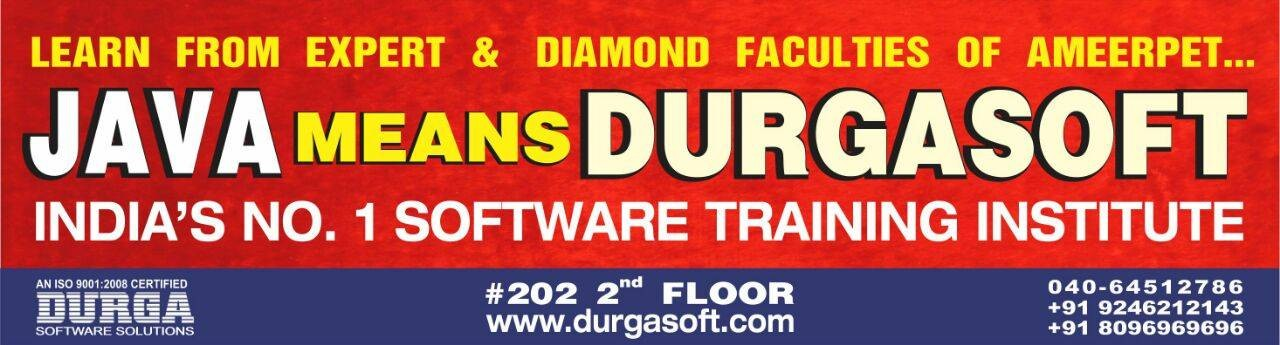 LEARN FROM EXPERT & DIAMOND FACULTIES OF AMEERPET...
JAVA MEANS DURGASOFT
INDIA'S NO. 1 SOFTWARE TRAINING INSTITUTE
AN ISO 9001:2008 CERTIFIED
DURGA
SOFTWARE SOLUTIONS
#202 2nd FLOOR
www.durgasoft.com
040-64512786
+91 9246212143
+91 8096969696